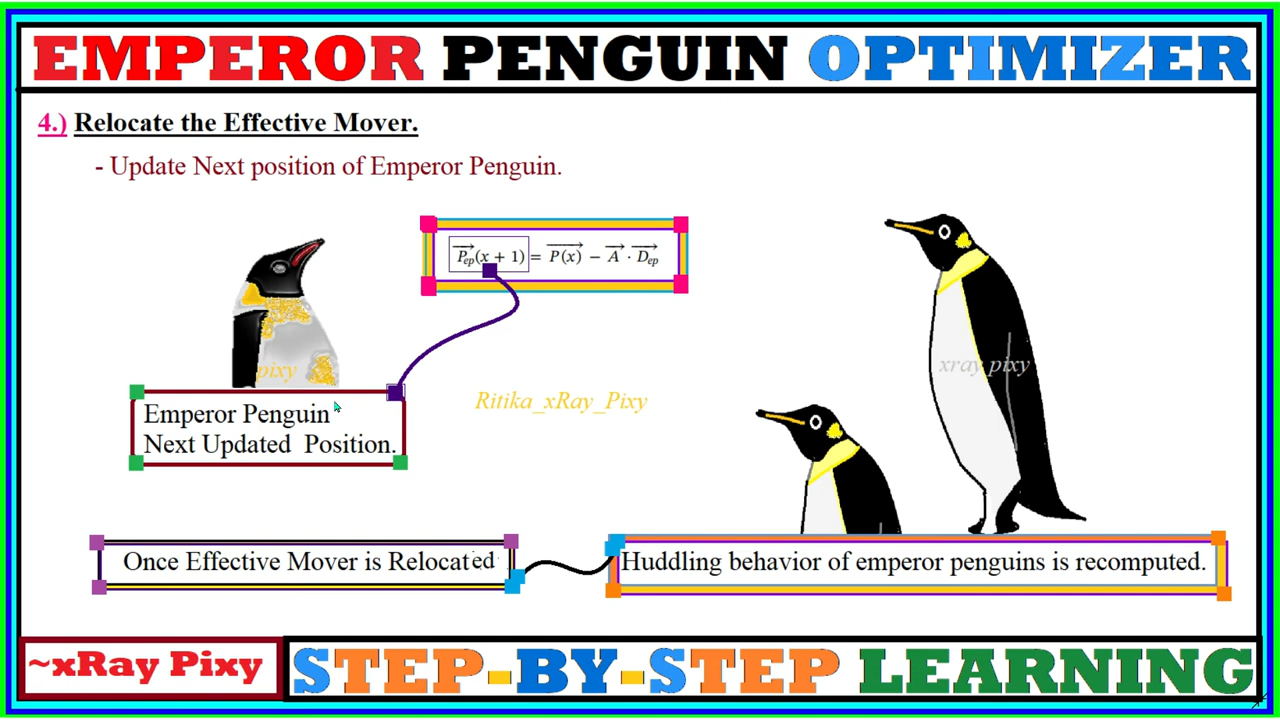 EMPEROR PENGUIN OPTIMIZER
4.) Relocate the Effective Mover.
- Update Next position of Emperor Penguin.
P_ep(x + 1) = P(x) − A · D_ep
pixy
xray pixy
Ritika_xRay_Pixy
Emperor Penguin
Next Updated Position.
Once Effective Mover is Relocated
Huddling behavior of emperor penguins is recomputed.
~xRay Pixy
STEP-BY-STEP LEARNING